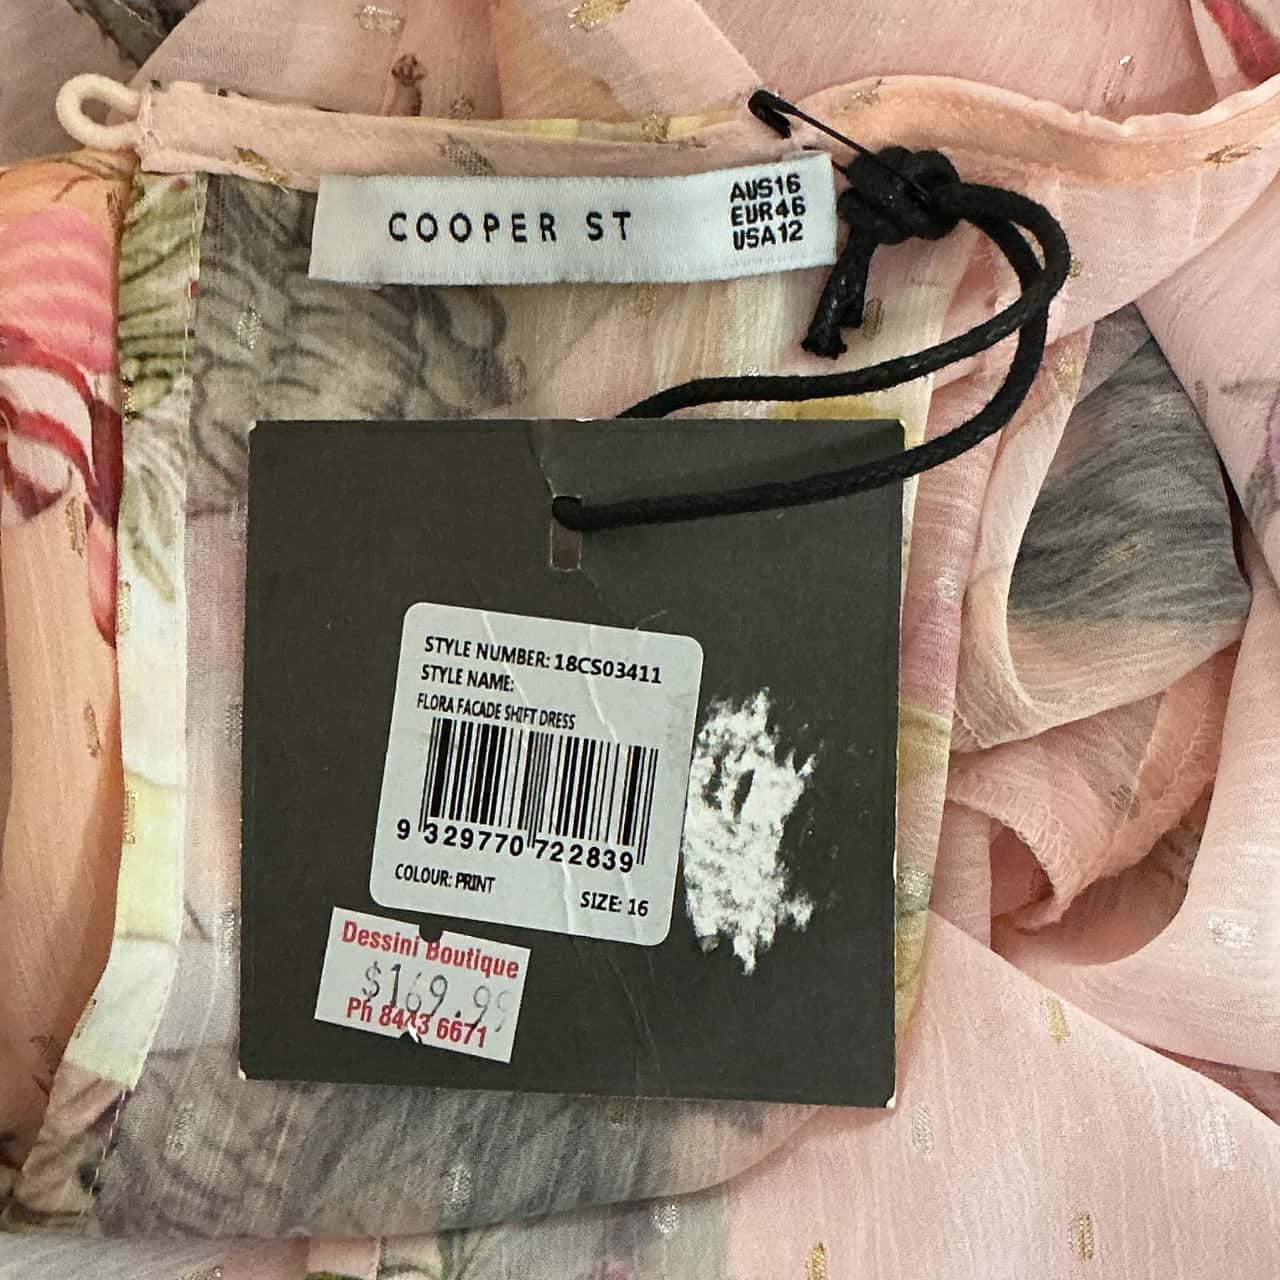 COOPER ST
AUS16
EUR46
USA12
STYLE NUMBER: 18CS03411
STYLE NAME:
FLORA FACADE SHIFT DRESS
9 329770 722839
COLOUR: PRINT
SIZE: 16
Dessini Boutique
$169.99
Ph 8443 6671